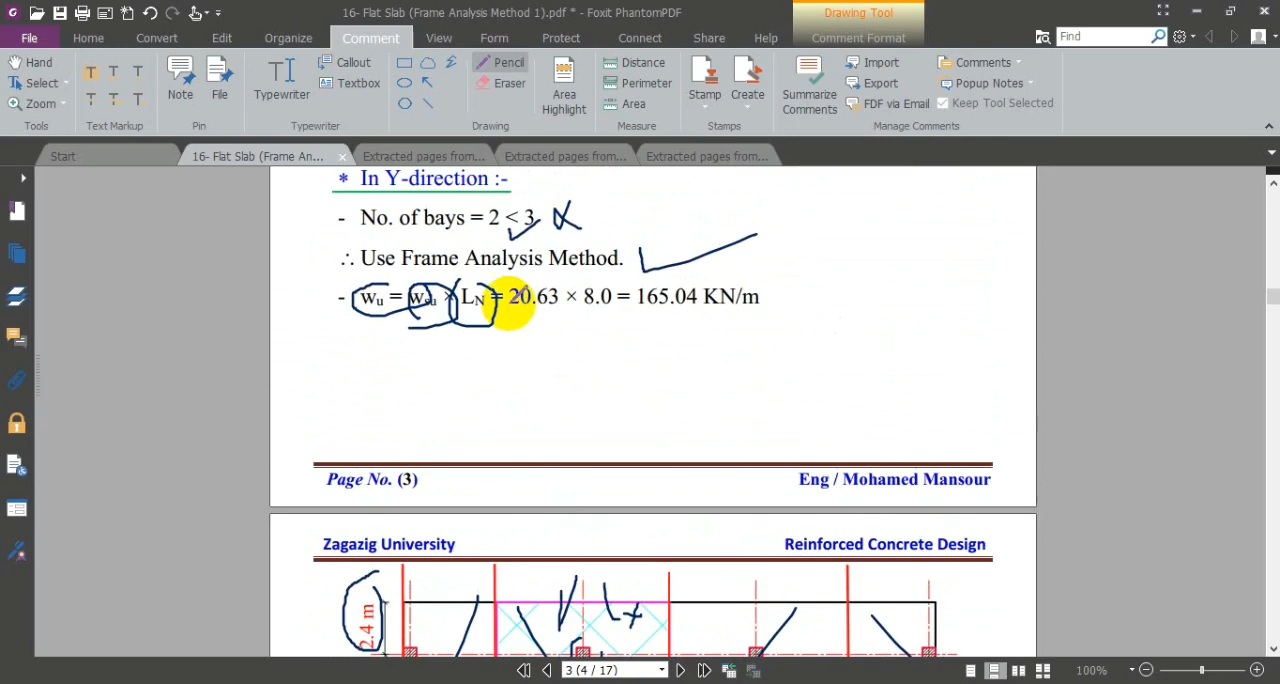 16- Flat Slab (Frame Analysis Method 1).pdf * - Foxit PhantomPDF
Drawing Tool
File Home Convert Edit Organize Comment View Form Protect Connect Share Help Comment Format Find
Hand
Select
Zoom
Tools
Text Markup
Note
File
Pin
Typewriter
Callout
Textbox
Typewriter
Pencil
Eraser
Drawing
Area Highlight
Distance
Perimeter
Area
Measure
Stamp
Create
Stamps
Summarize Comments
Import
Export
FDF via Email
Comments
Popup Notes
Keep Tool Selected
Manage Comments
Start
16- Flat Slab (Frame An...
Extracted pages from...
Extracted pages from...
Extracted pages from...
* In Y-direction :-
- No. of bays = 2 < 3
∴ Use Frame Analysis Method.
- wu = wsu × LN = 20.63 × 8.0 = 165.04 KN/m
Page No. (3) Eng / Mohamed Mansour
Zagazig University Reinforced Concrete Design
2.4 m
3 (4 / 17)
100%